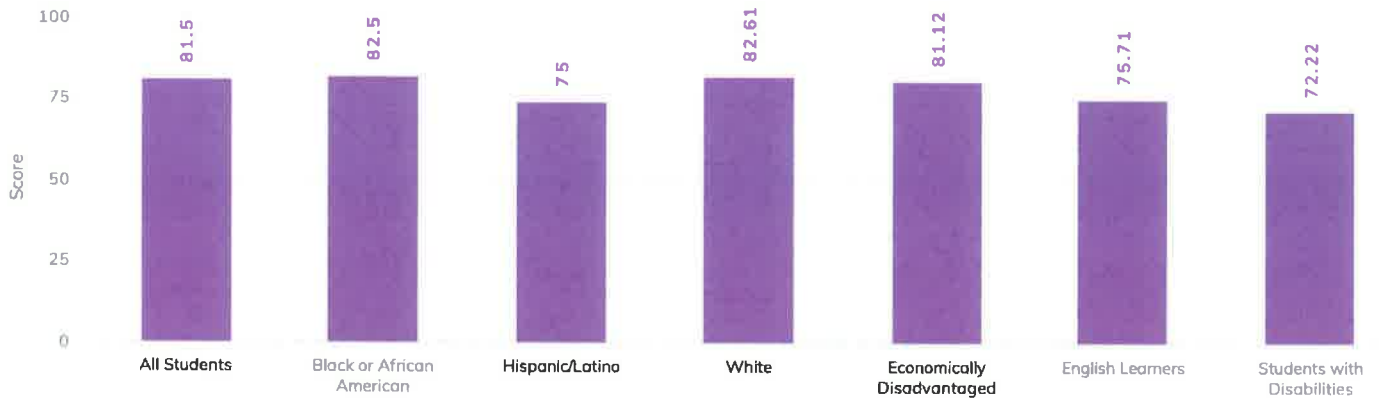 100
75
50
25
0
Score
81.5
82.5
75
82.61
81.12
75.71
72.22
All Students
Black or African
American
Hispanic/Latino
White
Economically
Disadvantaged
English Learners
Students with
Disabilities